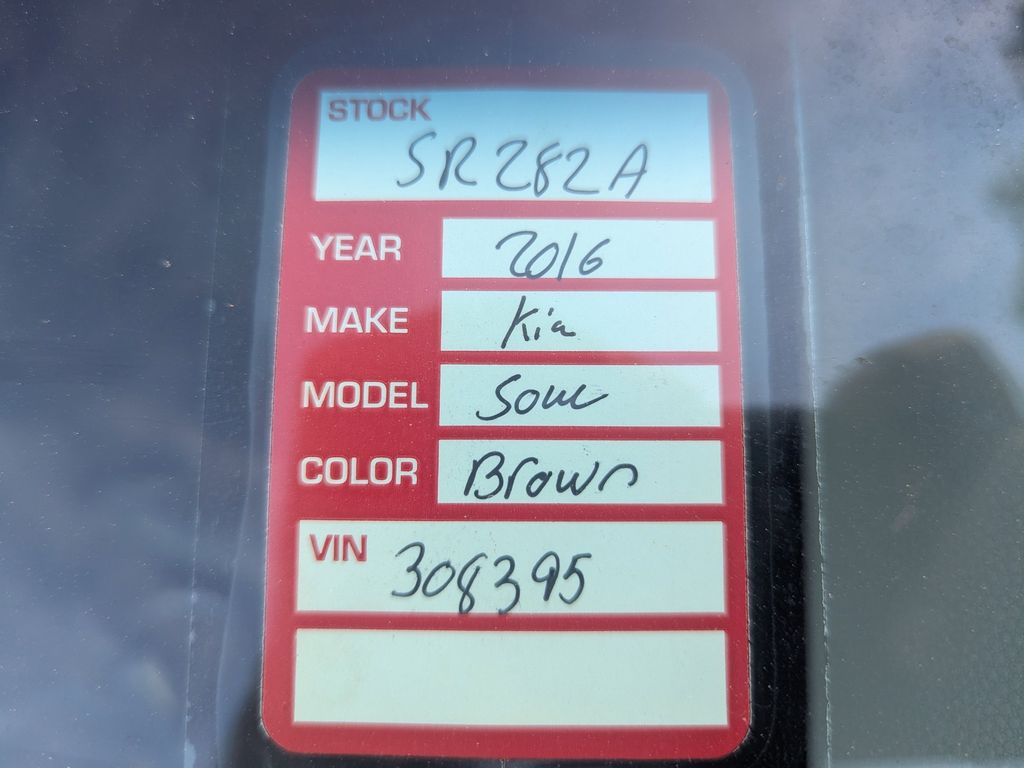 STOCK
SR282A
YEAR 2016
MAKE Kia
MODEL Soul
COLOR Brown
VIN 308395